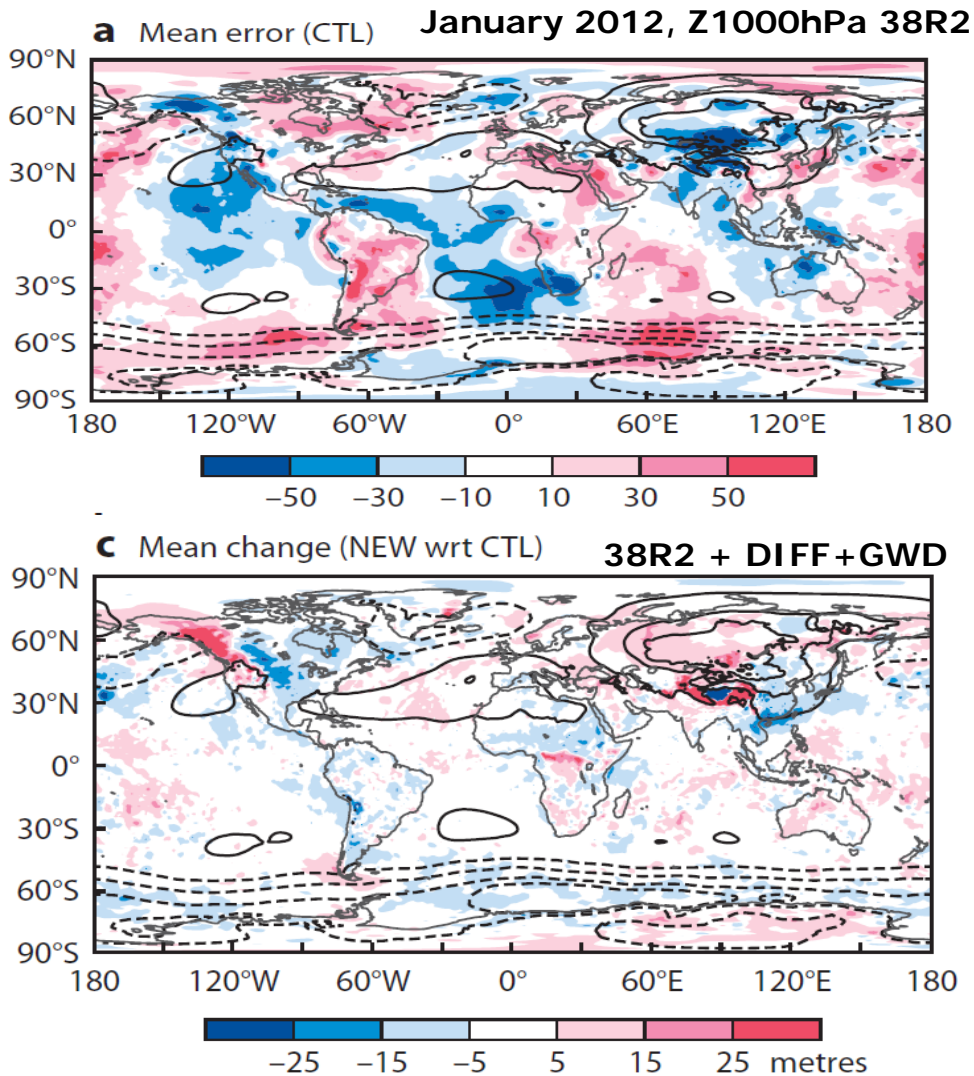 a Mean error (CTL) January 2012, Z1000hPa 38R2
90°N
60°N
30°N
0°
30°S
60°S
90°S
180 120°W 60°W 0° 60°E 120°E 180
−50 −30 −10 10 30 50
c Mean change (NEW wrt CTL) 38R2 + DIFF+GWD
90°N
60°N
30°N
0°
30°S
60°S
90°S
180 120°W 60°W 0° 60°E 120°E 180
−25 −15 −5 5 15 25 metres